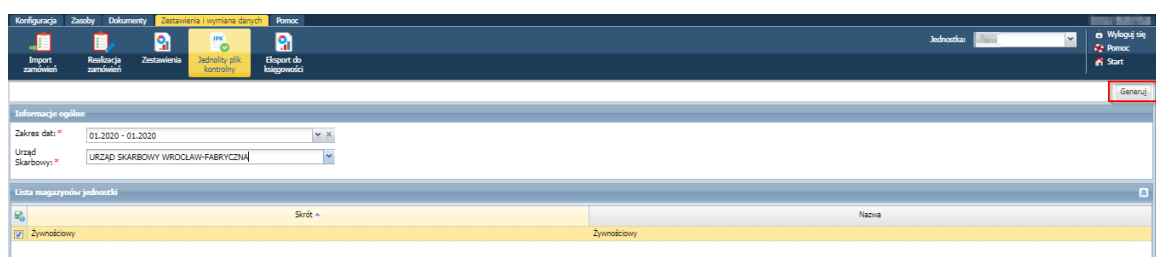 Konfiguracja Zasoby Dokumenty Zestawienia i wymiana danych Pomoc
Import zamówień
Realizacja zamówień
Zestawienia
JPK
Jednolity plik kontrolny
Eksport do księgowości
Jednostka:
Wyloguj się
Pomoc
Start
Generuj
Informacje ogólne
Zakres dat: * 01.2020 - 01.2020
Urząd Skarbowy: * URZĄD SKARBOWY WROCŁAW-FABRYCZNA
Lista magazynów jednostki
Skrót Nazwa
Żywnościowy Żywnościowy